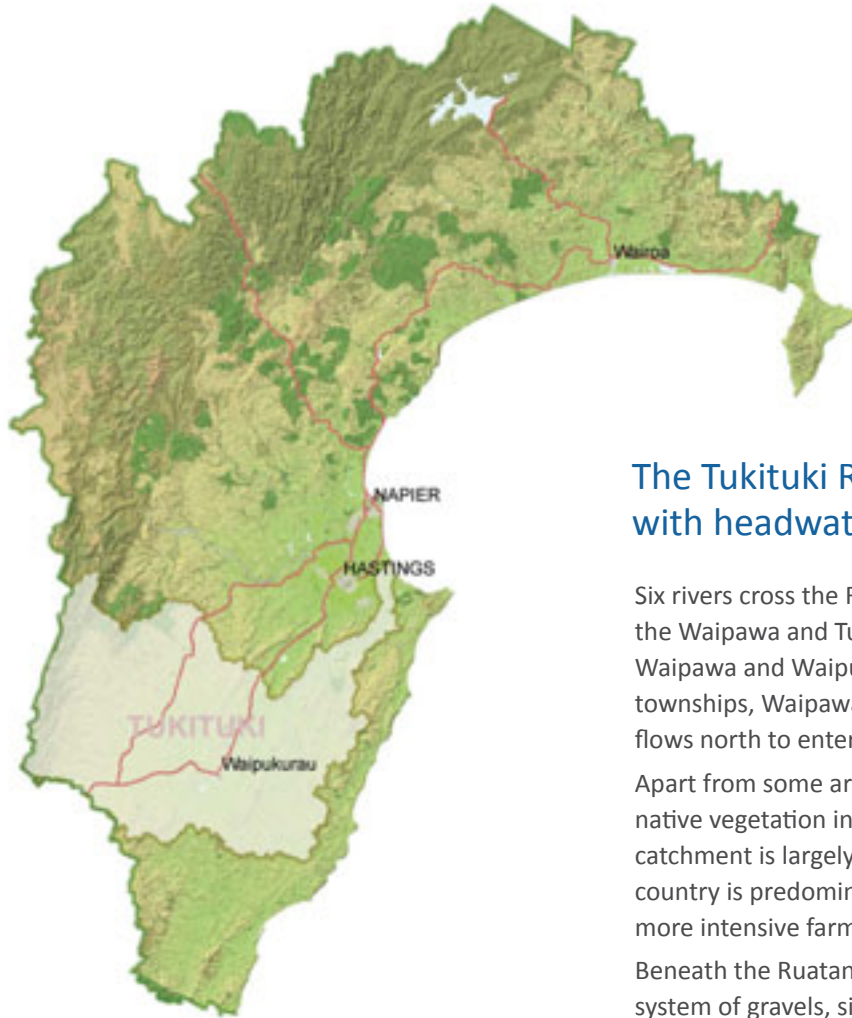 Wairoa
NAPIER
HASTINGS
TUKITUKI
Waipukurau
The Tukituki R
with headwat
Six rivers cross the
the Waipawa and Tu
Waipawa and Waipu
townships, Waipawa
flows north to enter
Apart from some ar
native vegetation in
catchment is largely
country is predomin
more intensive farm
Beneath the Ruatan
system of gravels, si